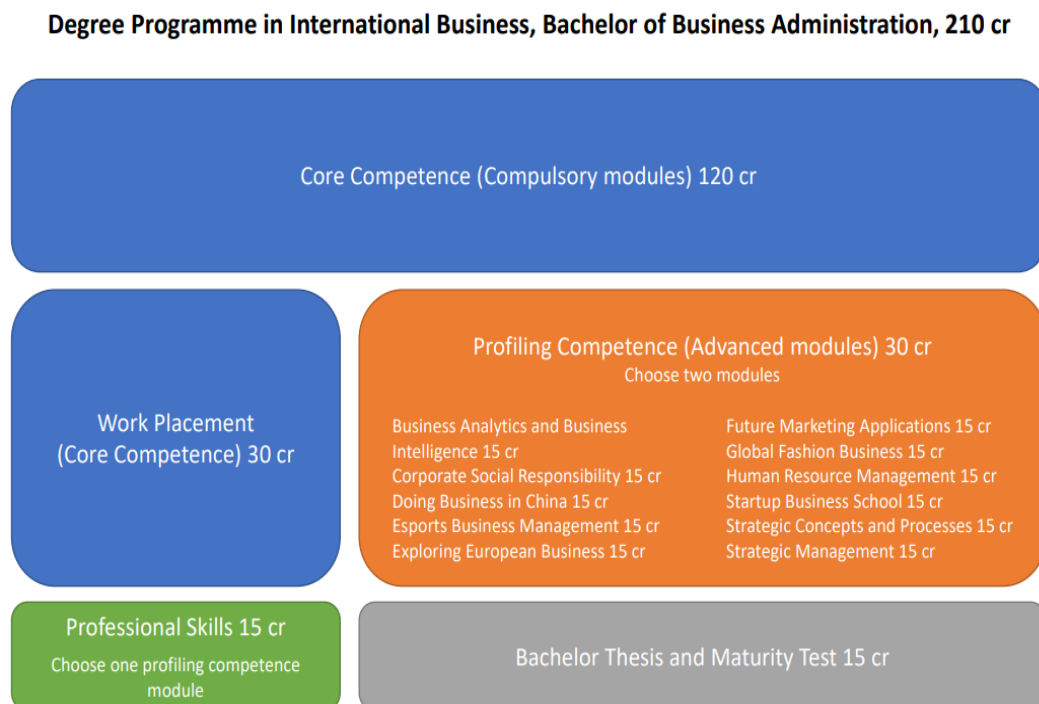 Degree Programme in International Business, Bachelor of Business Administration, 210 cr
Core Competence (Compulsory modules) 120 cr
Work Placement
(Core Competence) 30 cr
Profiling Competence (Advanced modules) 30 cr
Choose two modules
Business Analytics and Business
Intelligence 15 cr
Corporate Social Responsibility 15 cr
Doing Business in China 15 cr
Esports Business Management 15 cr
Exploring European Business 15 cr
Future Marketing Applications 15 cr
Global Fashion Business 15 cr
Human Resource Management 15 cr
Startup Business School 15 cr
Strategic Concepts and Processes 15 cr
Strategic Management 15 cr
Professional Skills 15 cr
Choose one profiling competence
module
Bachelor Thesis and Maturity Test 15 cr